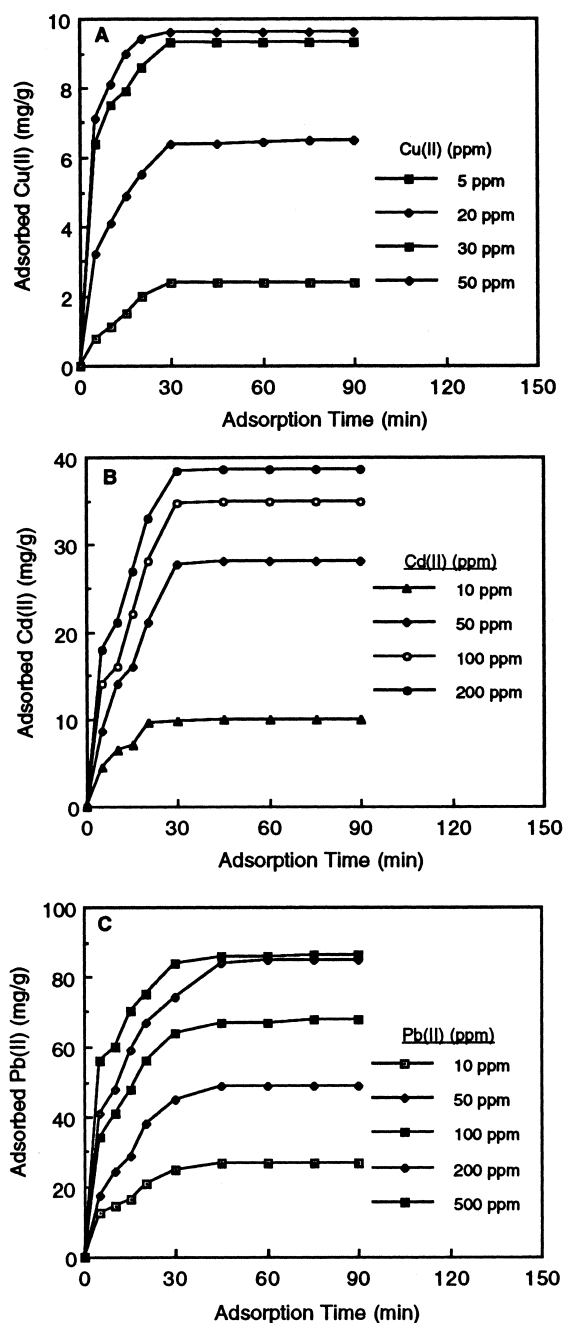 A
10
8
6
4
2
0
Adsorbed Cu(II) (mg/g)
Cu(II) (ppm)
5 ppm
20 ppm
30 ppm
50 ppm
0 30 60 90 120 150
Adsorption Time (min)
B
40
30
20
10
0
Adsorbed Cd(II) (mg/g)
Cd(II) (ppm)
10 ppm
50 ppm
100 ppm
200 ppm
0 30 60 90 120 150
Adsorption Time (min)
C
100
80
60
40
20
0
Adsorbed Pb(II) (mg/g)
Pb(II) (ppm)
10 ppm
50 ppm
100 ppm
200 ppm
500 ppm
0 30 60 90 120 150
Adsorption Time (min)